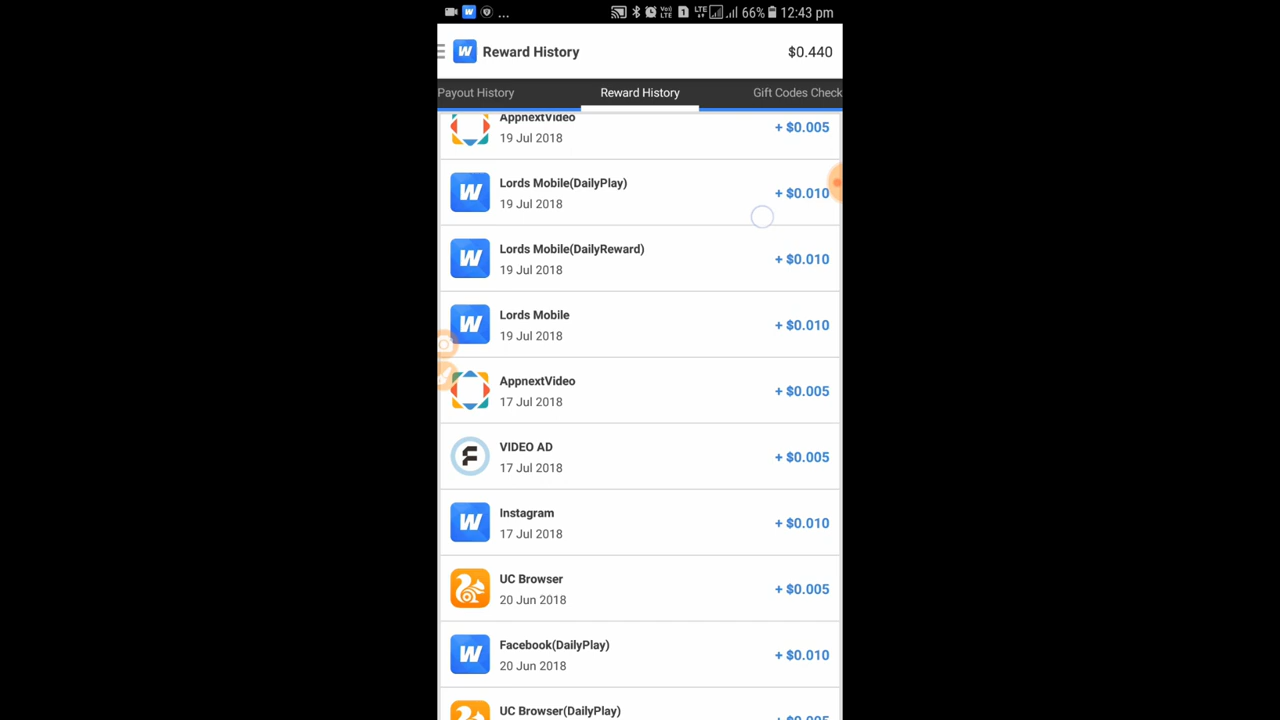 ... LTE 1 LTE 66% 12:43 pm
W Reward History $0.440
Payout History Reward History Gift Codes Check
AppnextVideo
19 Jul 2018
+ $0.005
W Lords Mobile(DailyPlay)
19 Jul 2018
+ $0.010
W Lords Mobile(DailyReward)
19 Jul 2018
+ $0.010
W Lords Mobile
19 Jul 2018
+ $0.010
AppnextVideo
17 Jul 2018
+ $0.005
F VIDEO AD
17 Jul 2018
+ $0.005
W Instagram
17 Jul 2018
+ $0.010
UC Browser
20 Jun 2018
+ $0.005
W Facebook(DailyPlay)
20 Jun 2018
+ $0.010
UC Browser(DailyPlay)